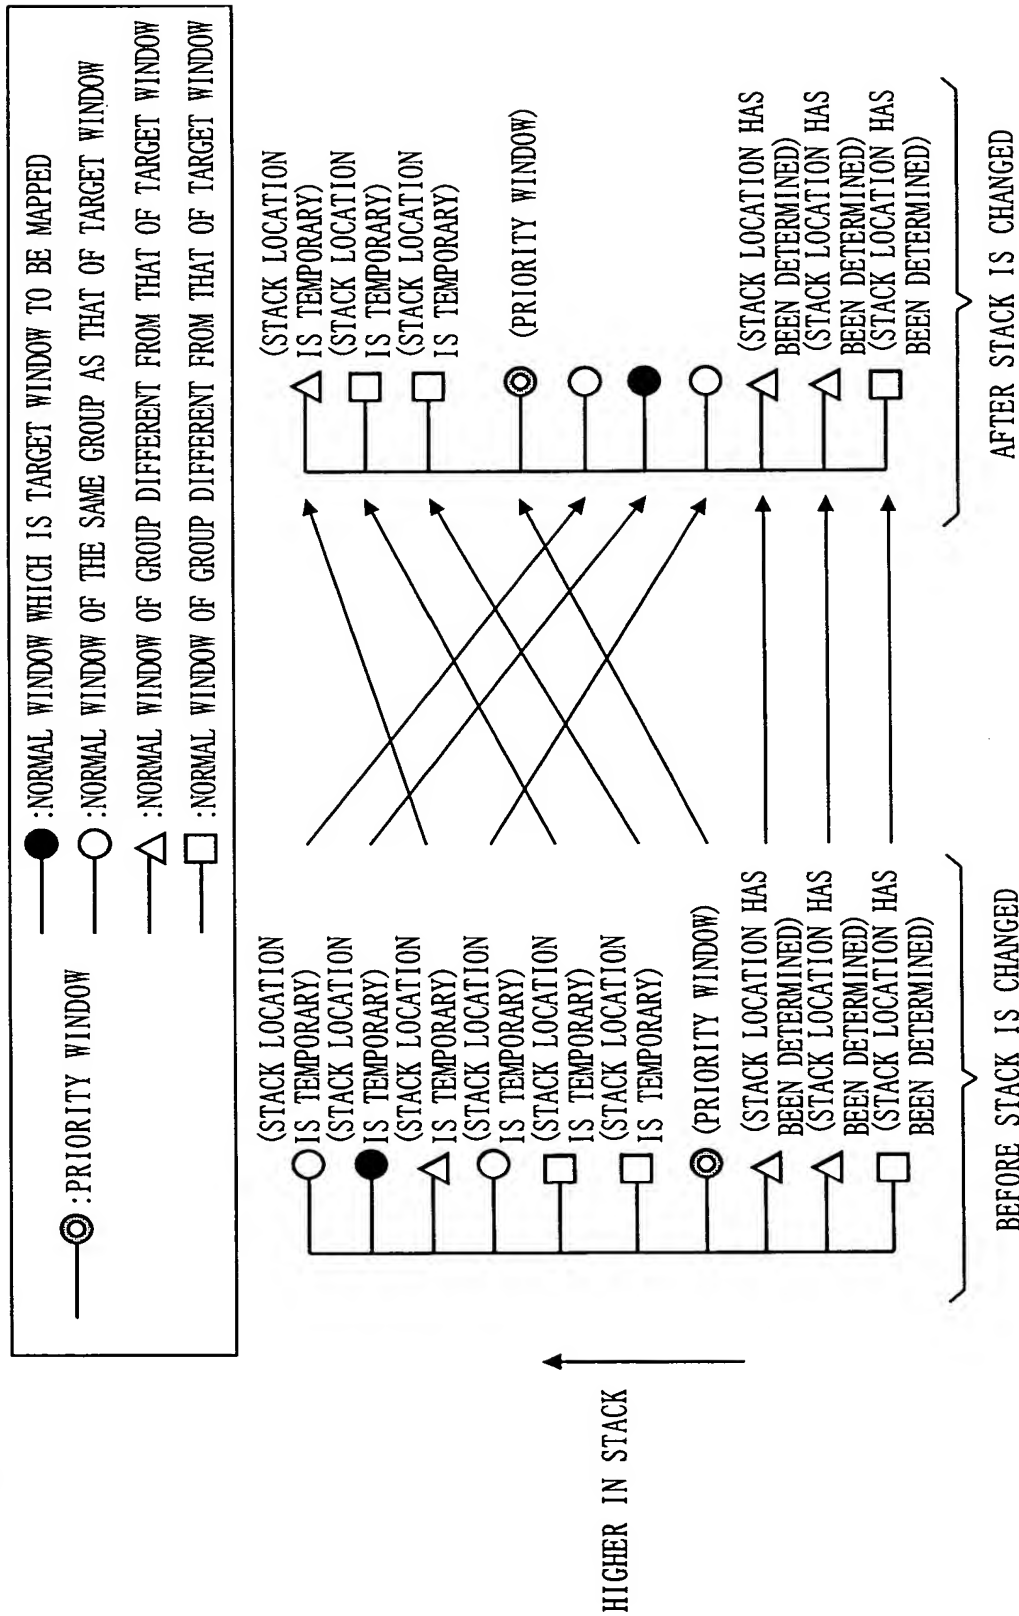 :PRIORITY WINDOW
:NORMAL WINDOW WHICH IS TARGET WINDOW TO BE MAPPED
:NORMAL WINDOW OF THE SAME GROUP AS THAT OF TARGET WINDOW
:NORMAL WINDOW OF GROUP DIFFERENT FROM THAT OF TARGET WINDOW
:NORMAL WINDOW OF GROUP DIFFERENT FROM THAT OF TARGET WINDOW
HIGHER IN STACK
(STACK LOCATION
IS TEMPORARY)
(STACK LOCATION
IS TEMPORARY)
(STACK LOCATION
IS TEMPORARY)
(STACK LOCATION
IS TEMPORARY)
(STACK LOCATION
IS TEMPORARY)
(STACK LOCATION
IS TEMPORARY)
(PRIORITY WINDOW)
(STACK LOCATION HAS
BEEN DETERMINED)
(STACK LOCATION HAS
BEEN DETERMINED)
(STACK LOCATION HAS
BEEN DETERMINED)
BEFORE STACK IS CHANGED
(STACK LOCATION
IS TEMPORARY)
(STACK LOCATION
IS TEMPORARY)
(STACK LOCATION
IS TEMPORARY)
(PRIORITY WINDOW)
(STACK LOCATION HAS
BEEN DETERMINED)
(STACK LOCATION HAS
BEEN DETERMINED)
(STACK LOCATION HAS
BEEN DETERMINED)
AFTER STACK IS CHANGED